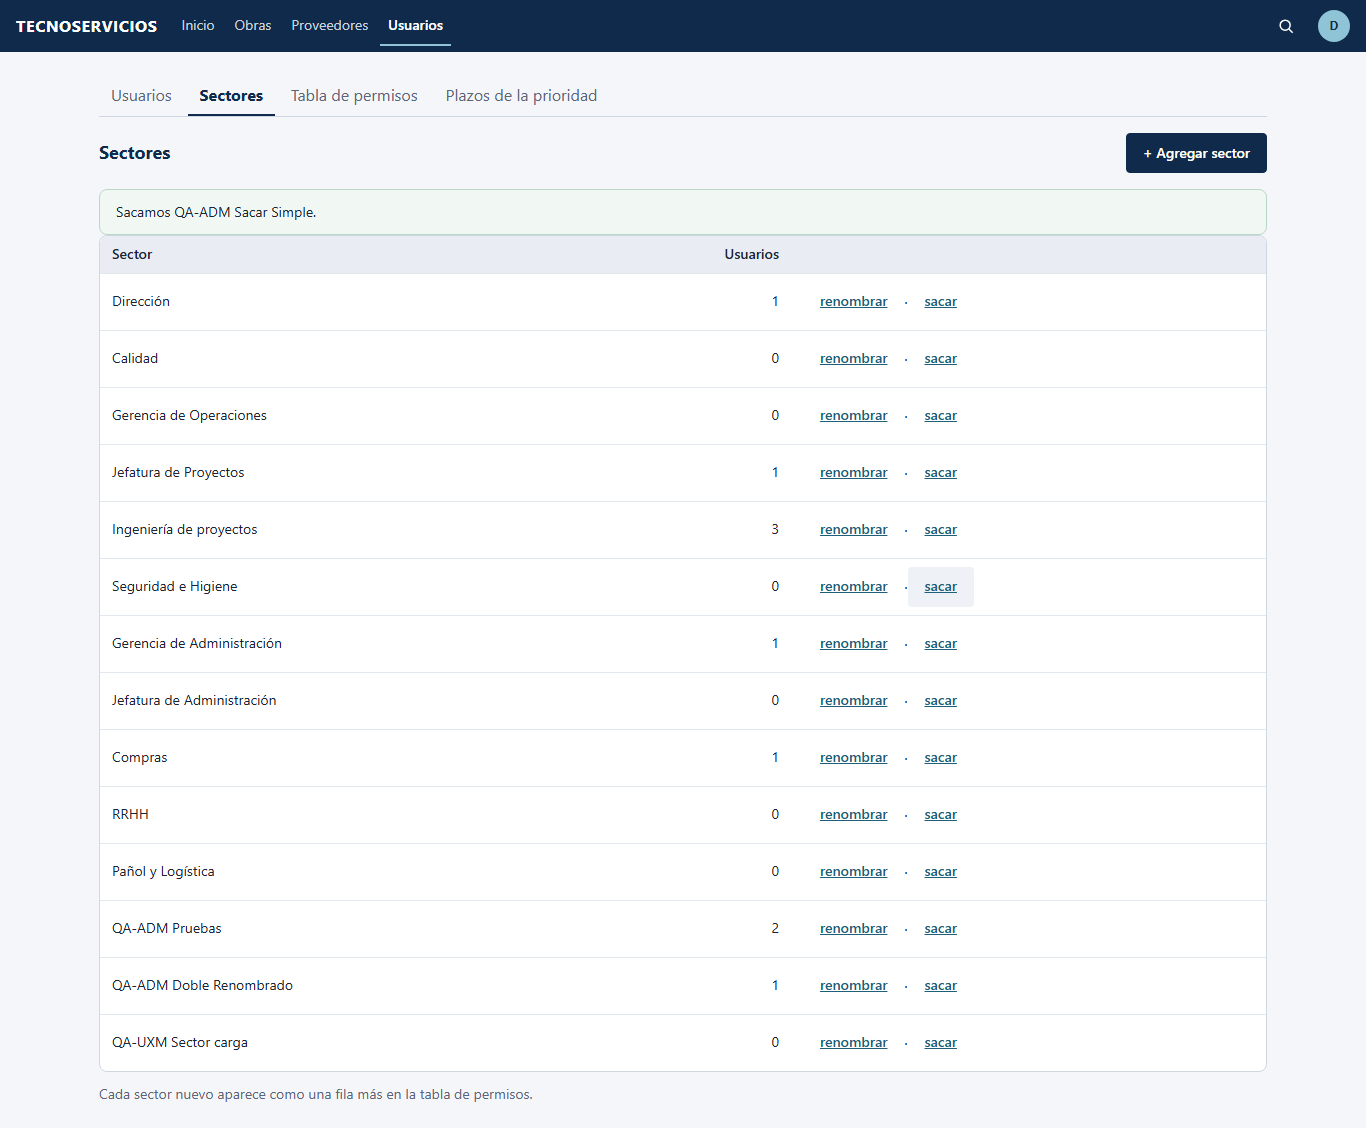 TECNOSERVICIOS Inicio Obras Proveedores Usuarios D
Usuarios Sectores Tabla de permisos Plazos de la prioridad
Sectores + Agregar sector
Sacamos QA-ADM Sacar Simple.
Sector Usuarios
Dirección 1 renombrar · sacar
Calidad 0 renombrar · sacar
Gerencia de Operaciones 0 renombrar · sacar
Jefatura de Proyectos 1 renombrar · sacar
Ingeniería de proyectos 3 renombrar · sacar
Seguridad e Higiene 0 renombrar · sacar
Gerencia de Administración 1 renombrar · sacar
Jefatura de Administración 0 renombrar · sacar
Compras 1 renombrar · sacar
RRHH 0 renombrar · sacar
Pañol y Logística 0 renombrar · sacar
QA-ADM Pruebas 2 renombrar · sacar
QA-ADM Doble Renombrado 1 renombrar · sacar
QA-UXM Sector carga 0 renombrar · sacar
Cada sector nuevo aparece como una fila más en la tabla de permisos.